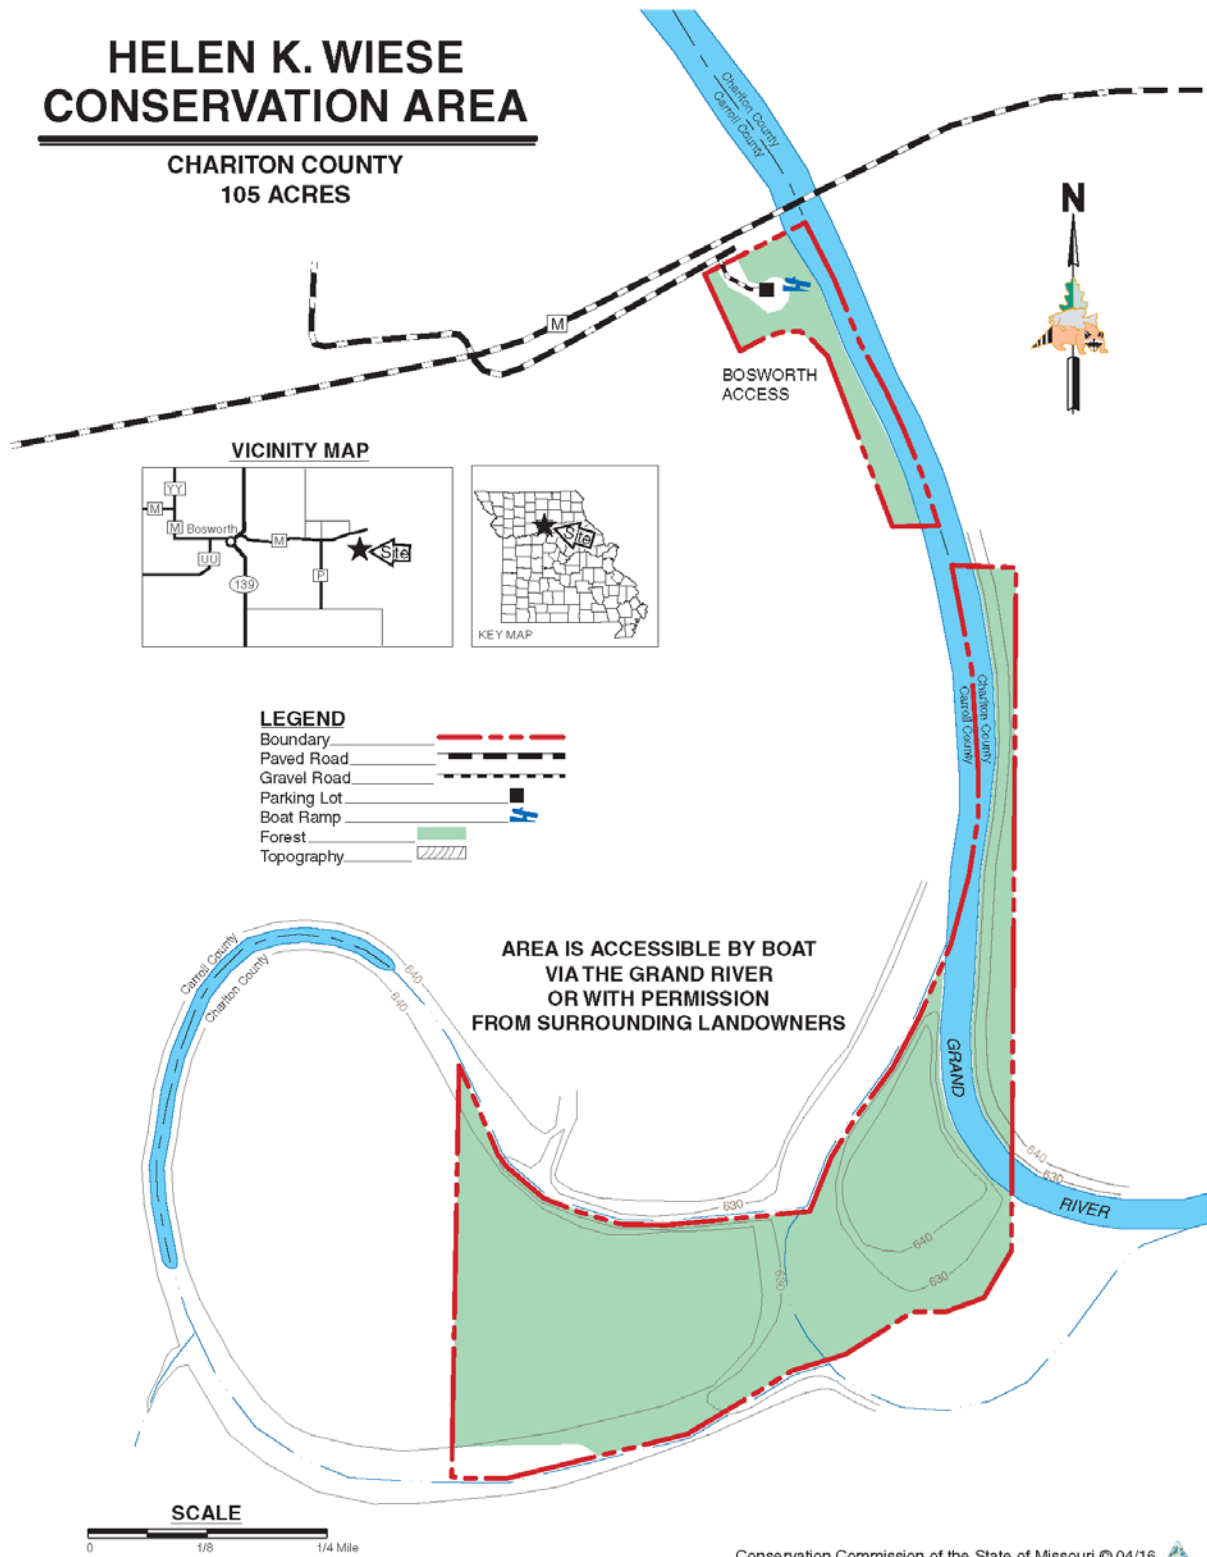 HELEN K. WIESE
CONSERVATION AREA
CHARITON COUNTY
105 ACRES
Chariton County
Carroll County
N
M
BOSWORTH
ACCESS
VICINITY MAP
YY
M
M
Bosworth
M
UU
139
P
Site
Site
KEY MAP
Chariton County
Carroll County
LEGEND
Boundary
Paved Road
Gravel Road
Parking Lot
Boat Ramp
Forest
Topography
AREA IS ACCESSIBLE BY BOAT
VIA THE GRAND RIVER
OR WITH PERMISSION
FROM SURROUNDING LANDOWNERS
Carroll County
Chariton County
640
640
GRAND
RIVER
640
630
630
640
630
630
SCALE
0
1/8
1/4 Mile
Conservation Commission of the State of Missouri © 04/16